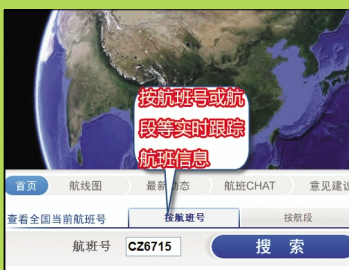 按航班号或航
段等实时跟踪
航班信息
首页 航线图 最新动态 航班CHAT 意见建议
查看全国当前航班号 按航班号 按航段
航班号 CZ6715 搜 索